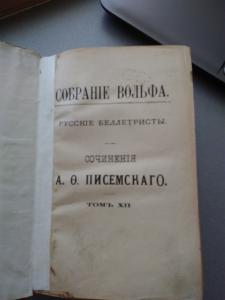 СОБРАНІЕ ВОЛЬФА.
РУССКІЕ БЕЛЛЕТРИСТЫ.
СОЧИНЕНІЯ
А. Ѳ. ПИСЕМСКАГО.
ТОМЪ XII